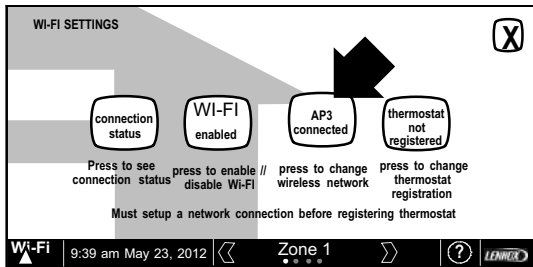 WI-FI SETTINGS
X
connection
status
WI-FI
enabled
AP3
connected
thermostat
not
registered
Press to see
connection status
press to enable //
disable Wi-FI
press to change
wireless network
press to change
thermostat
registration
Must setup a network connection before registering thermostat
Wi-Fi
9:39 am May 23, 2012
Zone 1
?
LENNOX